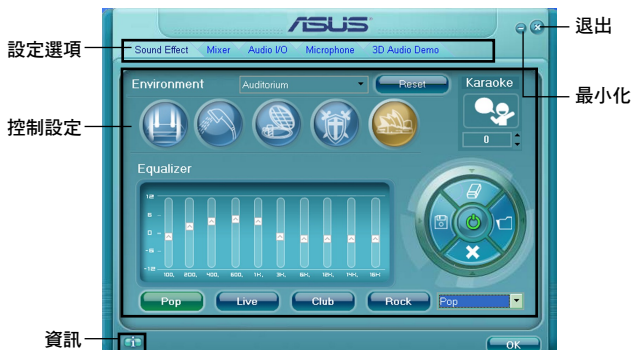 ASUS
退出
設定選項
Sound Effect Mixer Audio I/O Microphone 3D Audio Demo
最小化
Environment Auditorium Reset Karaoke
控制設定
0
Equalizer
12
6
0
-6
-12
100, 200, 400, 600, 1K, 3K, 6K, 12K, 14K, 16K
Pop Live Club Rock Pop
資訊
OK